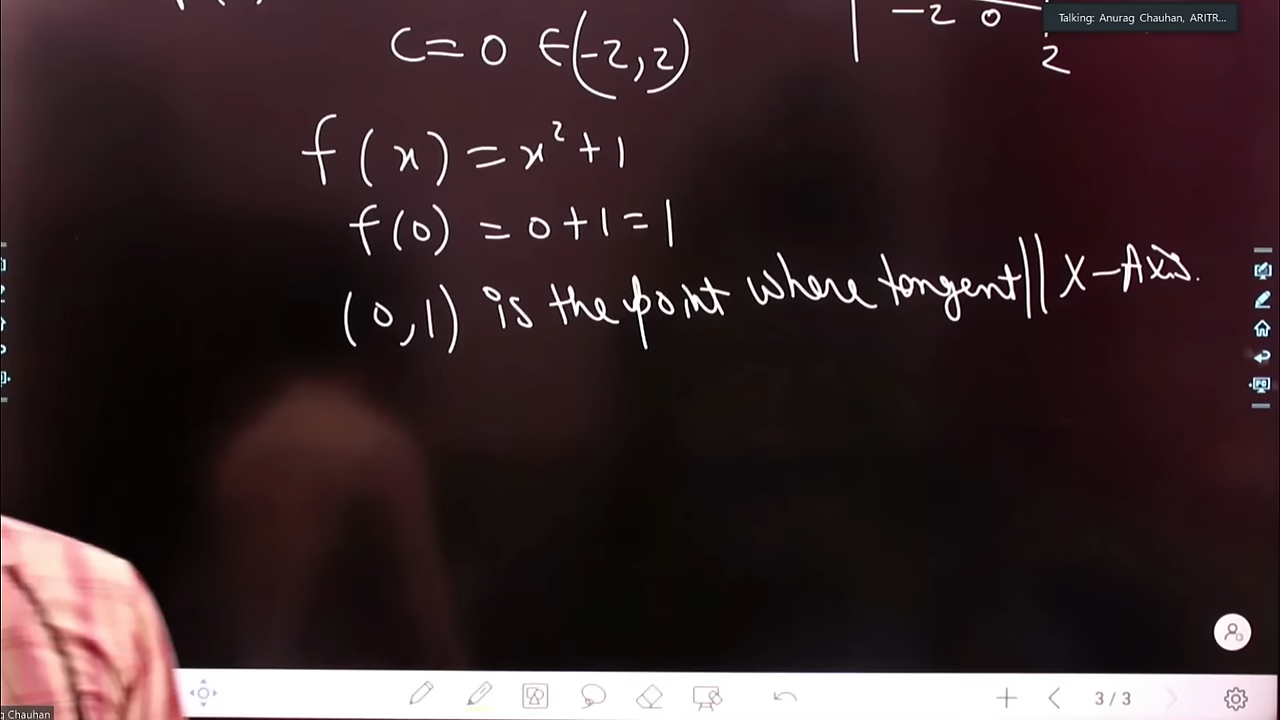 -2 0
Talking: Anurag Chauhan, ARITR...
2
C=0 ∈(-2,2)
f(x)=x²+1
f(0)=0+1=1
(0,1) is the point where tangent || X-Axis.
3/3
g Chauhan